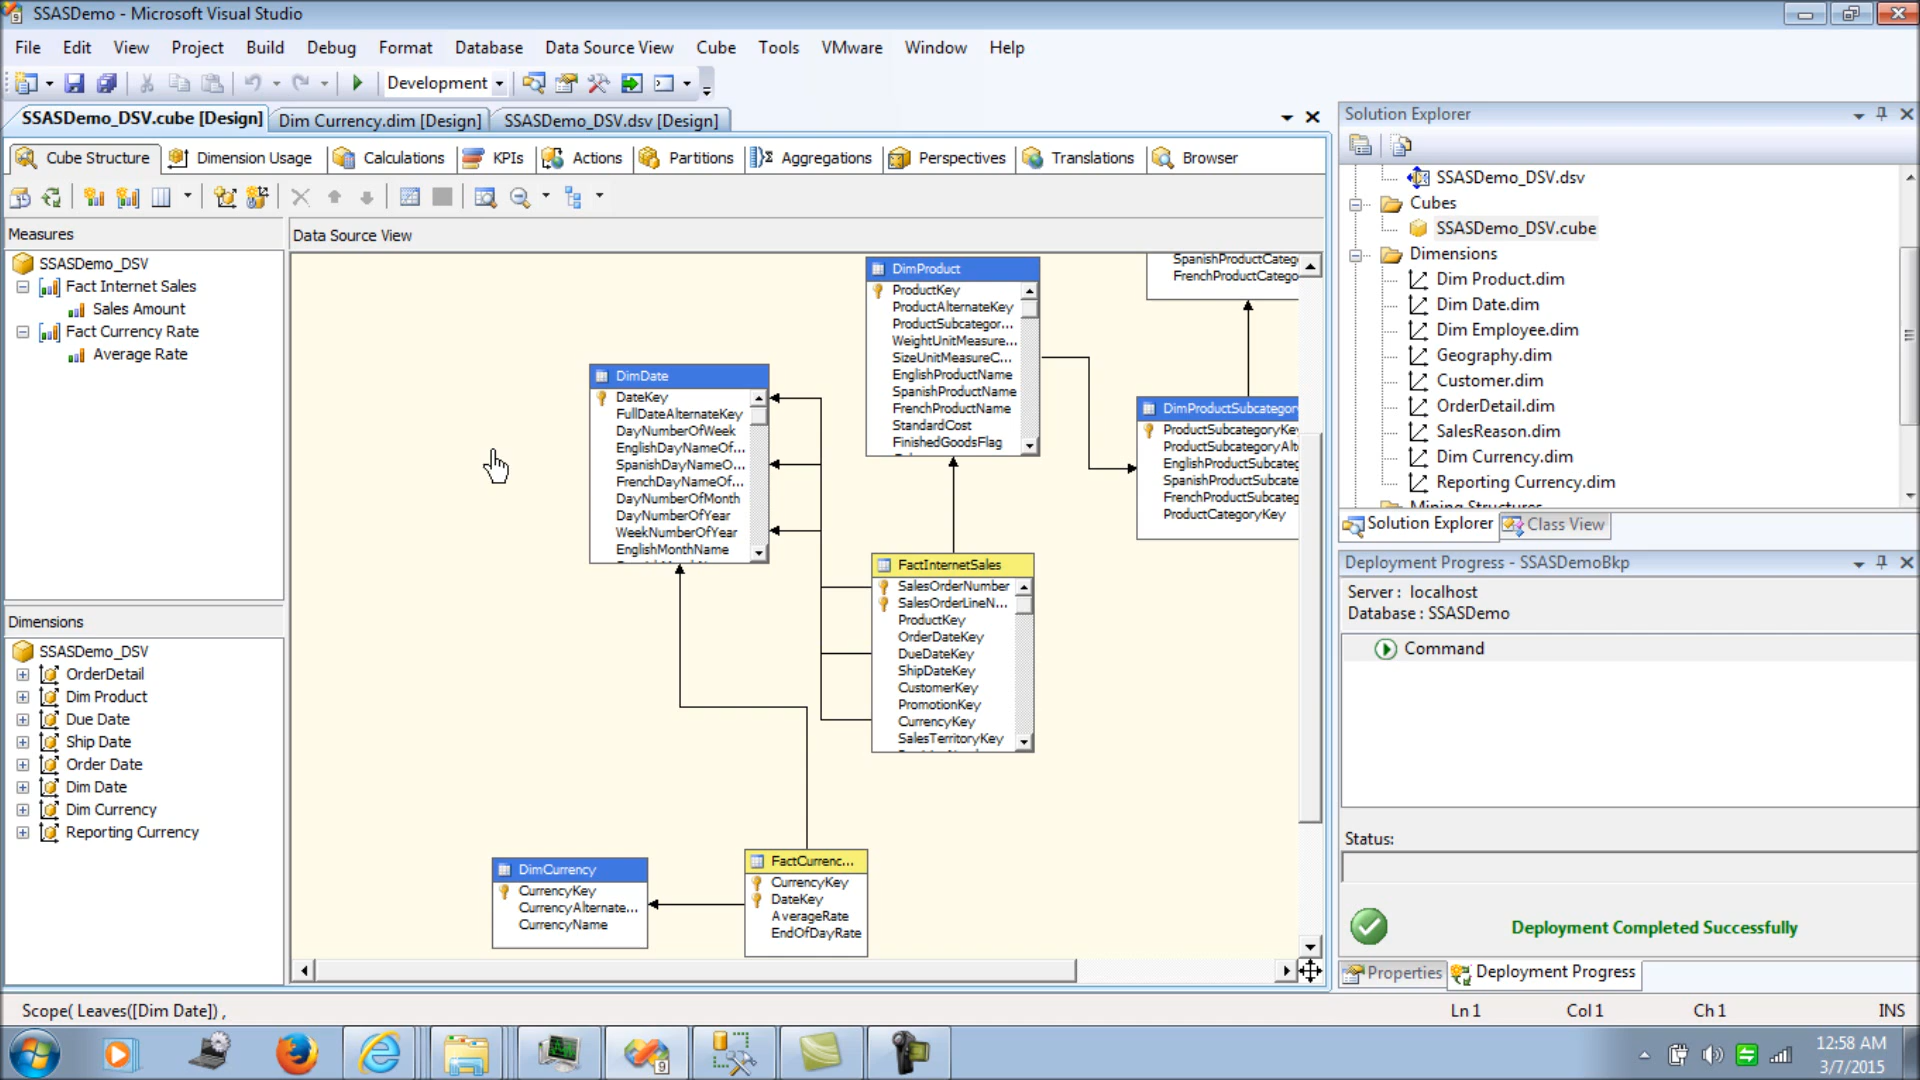 SSASDemo - Microsoft Visual Studio
File Edit View Project Build Debug Format Database Data Source View Cube Tools VMware Window Help
Development
SSASDemo_DSV.cube [Design] Dim Currency.dim [Design] SSASDemo_DSV.dsv [Design]
Cube Structure Dimension Usage Calculations KPIs Actions Partitions Aggregations Perspectives Translations Browser
Measures
SSASDemo_DSV
Fact Internet Sales
Sales Amount
Fact Currency Rate
Average Rate
Dimensions
SSASDemo_DSV
OrderDetail
Dim Product
Due Date
Ship Date
Order Date
Dim Date
Dim Currency
Reporting Currency
Data Source View
DimDate
DateKey
FullDateAlternateKey
DayNumberOfWeek
EnglishDayNameOf...
SpanishDayNameO...
FrenchDayNameOf...
DayNumberOfMonth
DayNumberOfYear
WeekNumberOfYear
EnglishMonthName
DimProduct
ProductKey
ProductAlternateKey
ProductSubcategor...
WeightUnitMeasure...
SizeUnitMeasureC...
EnglishProductName
SpanishProductName
FrenchProductName
StandardCost
FinishedGoodsFlag
SpanishProductCateg
FrenchProductCatego
DimProductSubcategory
ProductSubcategoryKey
ProductSubcategoryAlt
EnglishProductSubcateg
SpanishProductSubcate
FrenchProductSubcateg
ProductCategoryKey
FactInternetSales
SalesOrderNumber
SalesOrderLineN...
ProductKey
OrderDateKey
DueDateKey
ShipDateKey
CustomerKey
PromotionKey
CurrencyKey
SalesTerritoryKey
DimCurrency
CurrencyKey
CurrencyAlternate...
CurrencyName
FactCurrenc...
CurrencyKey
DateKey
AverageRate
EndOfDayRate
Solution Explorer
SSASDemo_DSV.dsv
Cubes
SSASDemo_DSV.cube
Dimensions
Dim Product.dim
Dim Date.dim
Dim Employee.dim
Geography.dim
Customer.dim
OrderDetail.dim
SalesReason.dim
Dim Currency.dim
Reporting Currency.dim
Mining Structures
Solution Explorer Class View
Deployment Progress - SSASDemoBkp
Server : localhost
Database : SSASDemo
Command
Status:
Deployment Completed Successfully
Properties Deployment Progress
Scope( Leaves([Dim Date]) , Ln 1 Col 1 Ch 1 INS
12:58 AM
3/7/2015